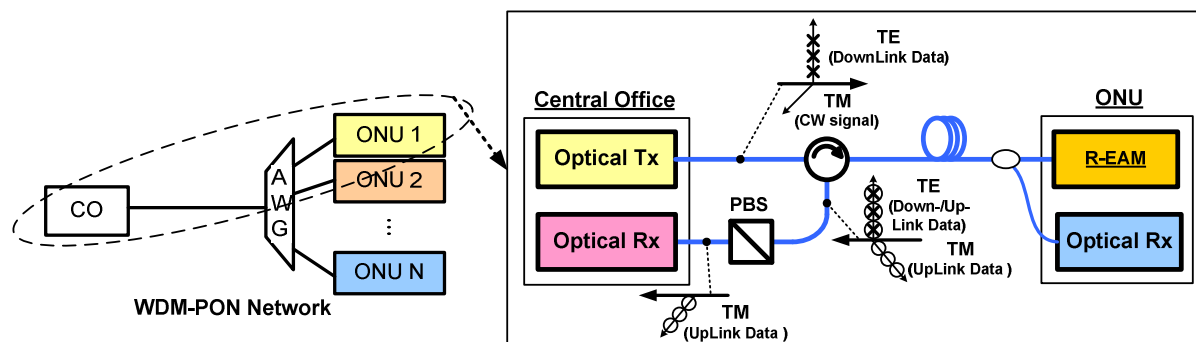 CO
AWG
ONU 1
ONU 2
...
ONU N
WDM-PON Network
Central Office
Optical Tx
Optical Rx
TE
(DownLink Data)
TM
(CW signal)
PBS
TE
(Down-/Up-
Link Data)
TM
(UpLink Data )
TM
(UpLink Data )
ONU
R-EAM
Optical Rx